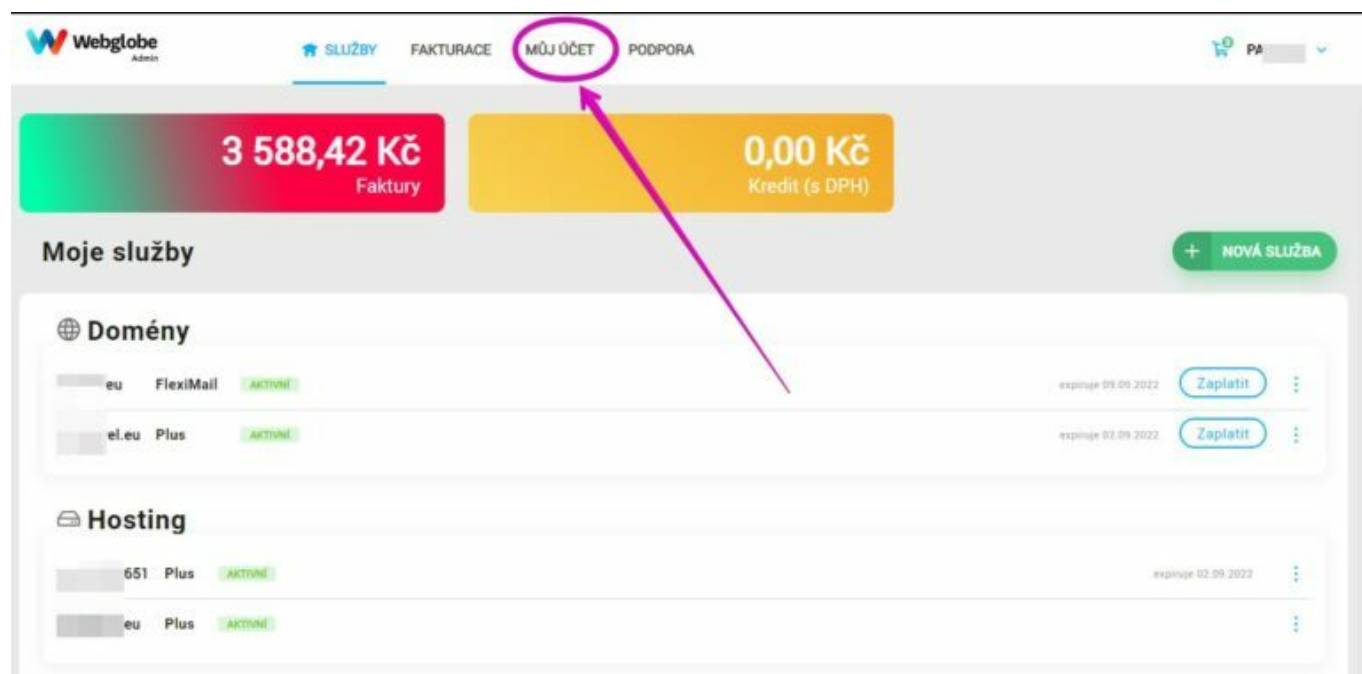 Webglobe
Admin
SLUŽBY FAKTURACE MŮJ ÚČET PODPORA
3 588,42 Kč
Faktury
0,00 Kč
Kredit (s DPH)
Moje služby
+ NOVÁ SLUŽBA
Domény
eu FlexiMail AKTIVNÍ expiruje 09.09.2022 Zaplatit
el.eu Plus AKTIVNÍ expiruje 02.09.2022 Zaplatit
Hosting
651 Plus AKTIVNÍ expiruje 02.09.2022
eu Plus AKTIVNÍ